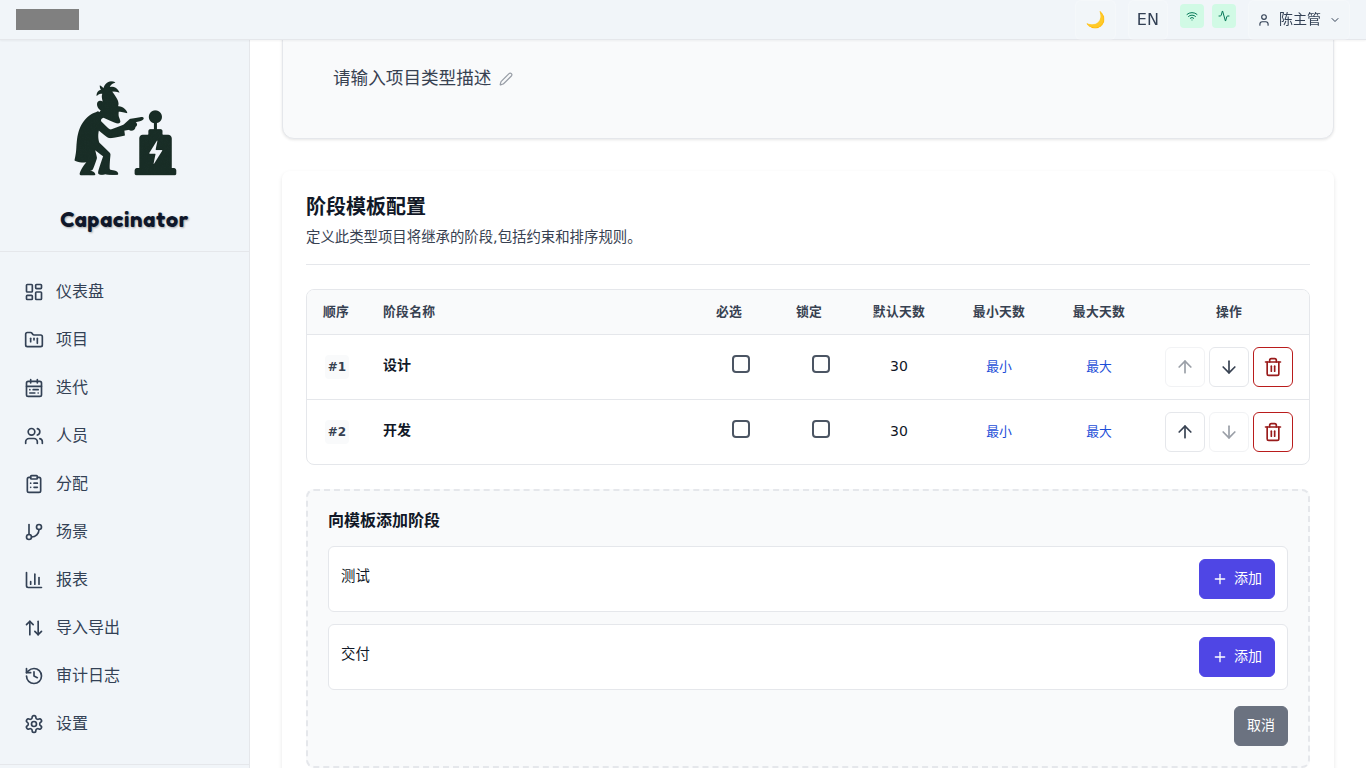 EN
陈主管
Capacinator
仪表盘
项目
迭代
人员
分配
场景
报表
导入导出
审计日志
设置
请输入项目类型描述
阶段模板配置
定义此类型项目将继承的阶段,包括约束和排序规则。
顺序 阶段名称 必选 锁定 默认天数 最小天数 最大天数 操作
#1 设计 30 最小 最大
#2 开发 30 最小 最大
向模板添加阶段
测试 添加
交付 添加
取消